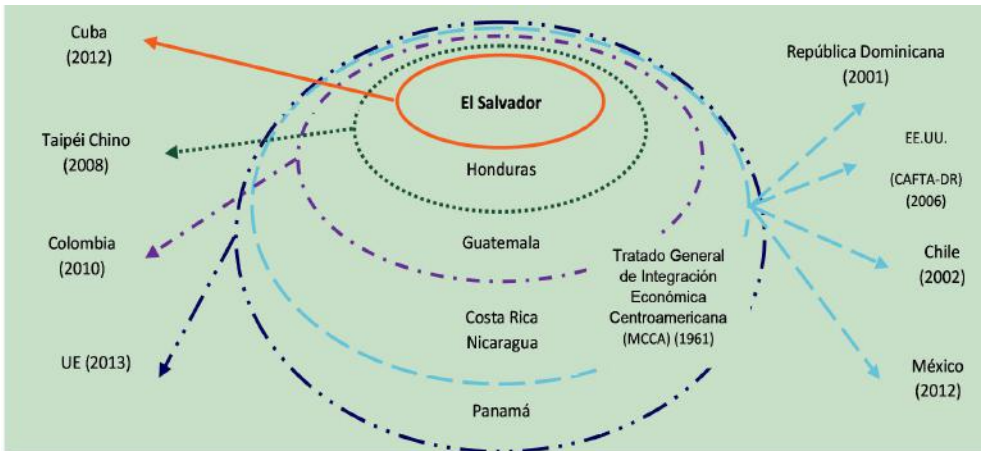 Cuba
(2012)
Taipéi Chino
(2008)
Colombia
(2010)
UE (2013)
El Salvador
Honduras
Guatemala
Costa Rica
Nicaragua
Panamá
Tratado General
de Integración
Económica
Centroamericana
(MCCA) (1961)
República Dominicana
(2001)
EE.UU.
(CAFTA-DR)
(2006)
Chile
(2002)
México
(2012)